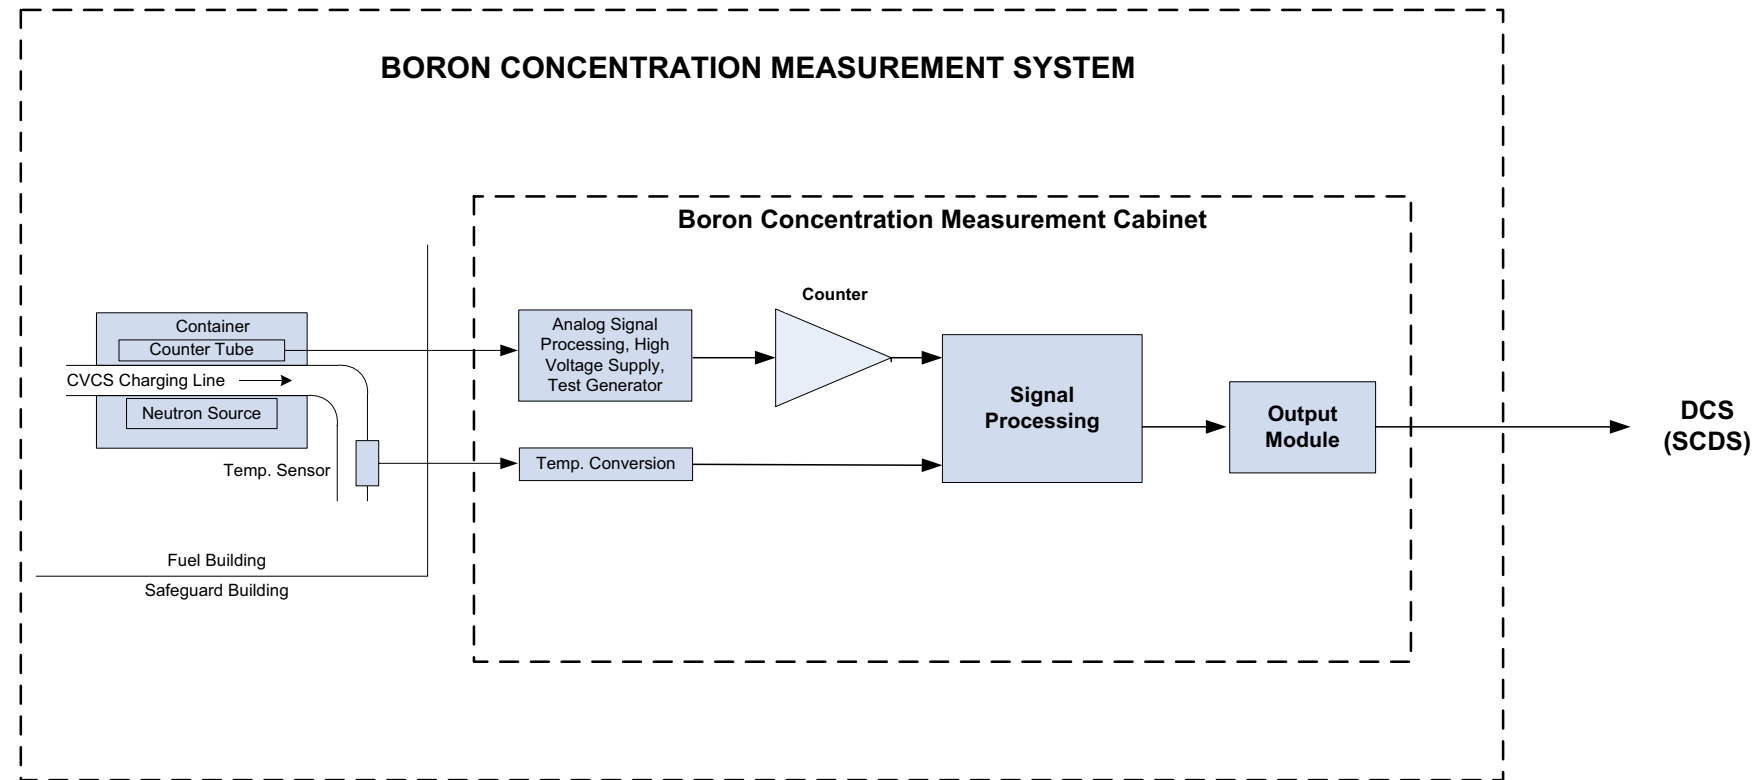 BORON CONCENTRATION MEASUREMENT SYSTEM
Boron Concentration Measurement Cabinet
Counter
Container
Counter Tube
CVCS Charging Line
Neutron Source
Temp. Sensor
Analog Signal
Processing, High
Voltage Supply,
Test Generator
Temp. Conversion
Signal
Processing
Output
Module
DCS
(SCDS)
Fuel Building
Safeguard Building